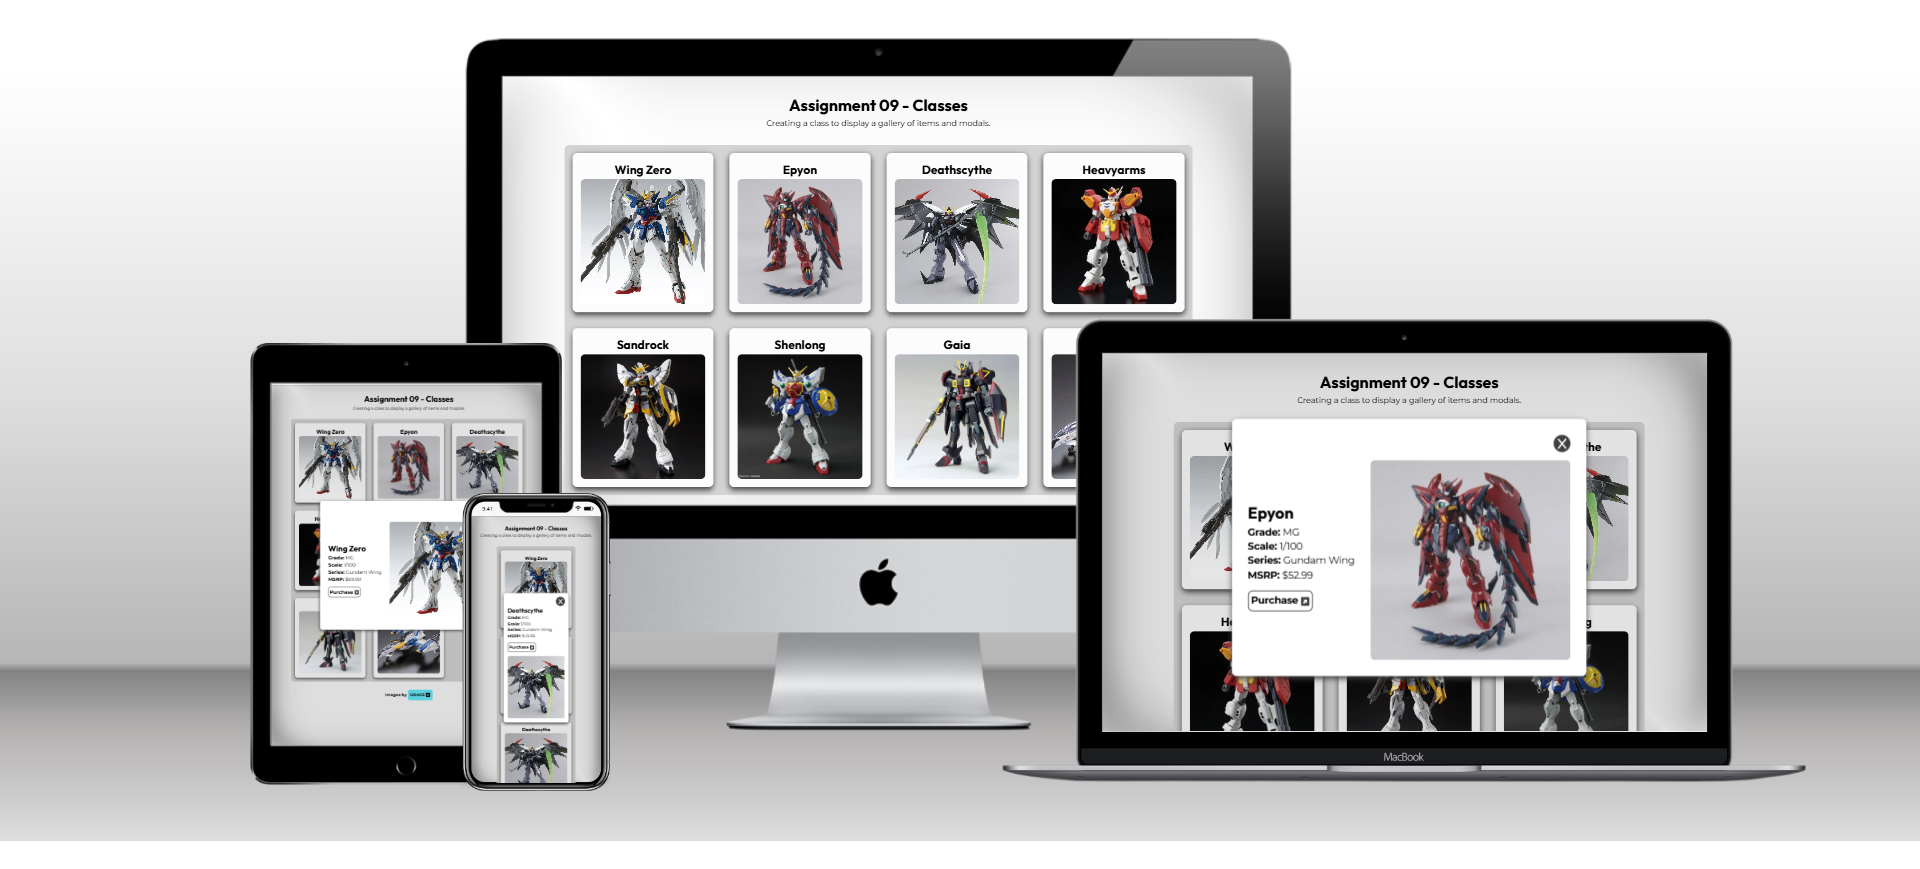 Assignment 09 - Classes
Creating a class to display a gallery of items and modals.
Wing Zero
Epyon
Deathscythe
Heavyarms
Sandrock
Shenlong
Gaia
Assignment 09 - Classes
Creating a class to display a gallery of items and modals.
Wing Zero
Epyon
Deathscythe
Wing Zero
Grade: MG
Scale: 1/100
Series: Gundam Wing
MSRP: $69.99
Purchase
Images by
9:41
Assignment 09 - Classes
Creating a class to display a gallery of items and modals.
Wing Zero
Deathscythe
Grade: MG
Scale: 1/100
Series: Gundam Wing
Purchase
Deathscythe
Assignment 09 - Classes
Creating a class to display a gallery of items and modals.
W
he
X
Epyon
Grade: MG
Scale: 1/100
Series: Gundam Wing
MSRP: $52.99
Purchase
He
g
MacBook